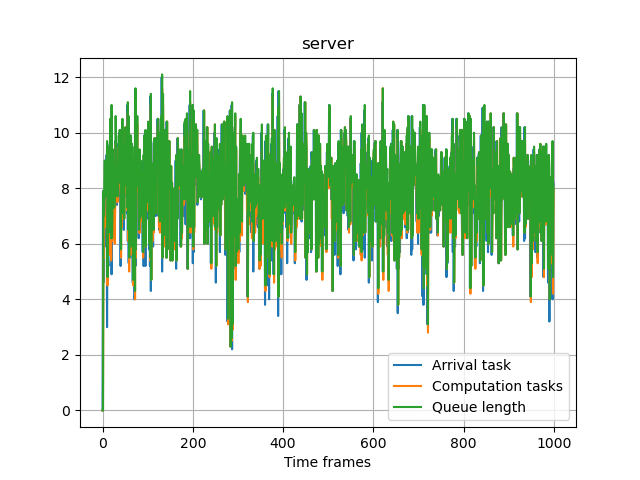 server
12
10
8
6
4
2
0
Arrival task
Computation tasks
Queue length
0 200 400 600 800 1000
Time frames